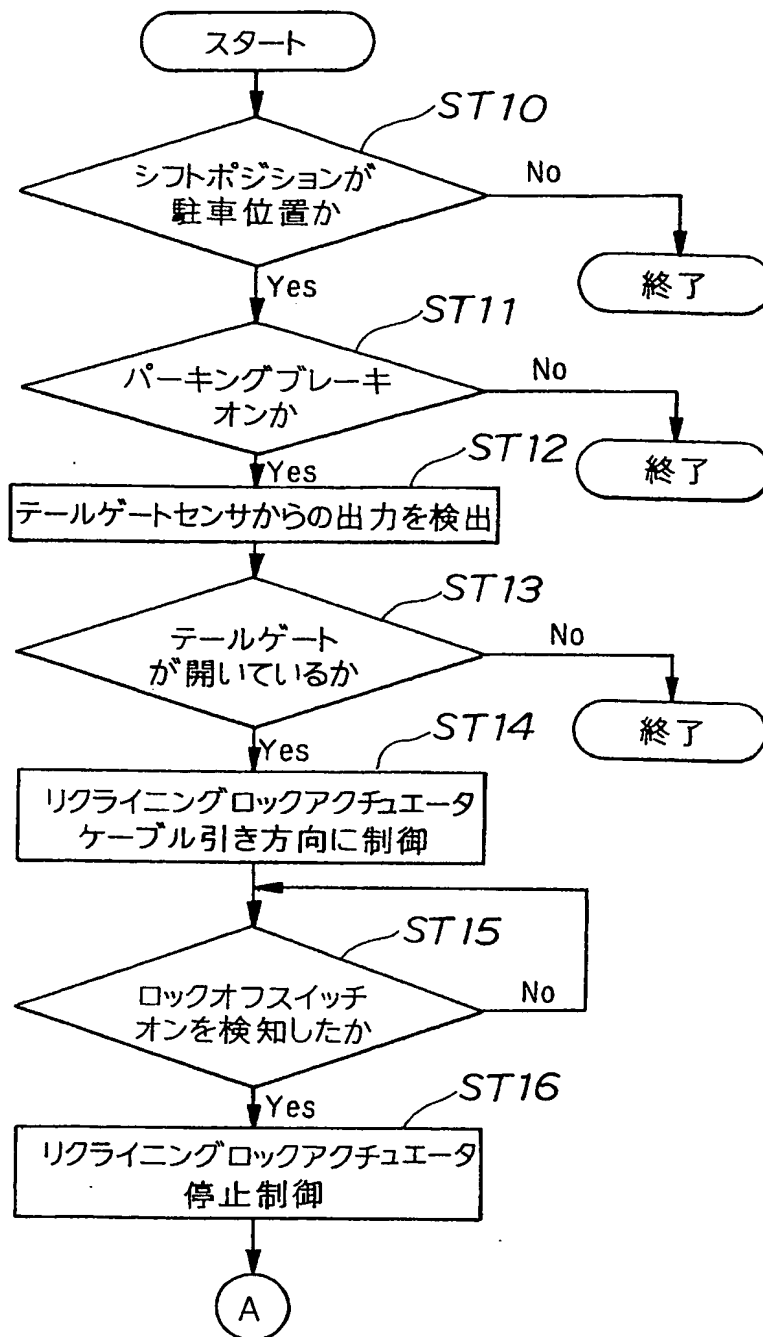 スタート
ST10
シフトポジションが
駐車位置か
No
終了
Yes
ST11
パーキングブレーキ
オンか
No
終了
Yes
ST12
テールゲートセンサからの出力を検出
ST13
テールゲート
が開いているか
No
終了
Yes
ST14
リクライニングロックアクチュエータ
ケーブル引き方向に制御
ST15
ロックオフスイッチ
オンを検知したか
No
Yes
ST16
リクライニングロックアクチュエータ
停止制御
A